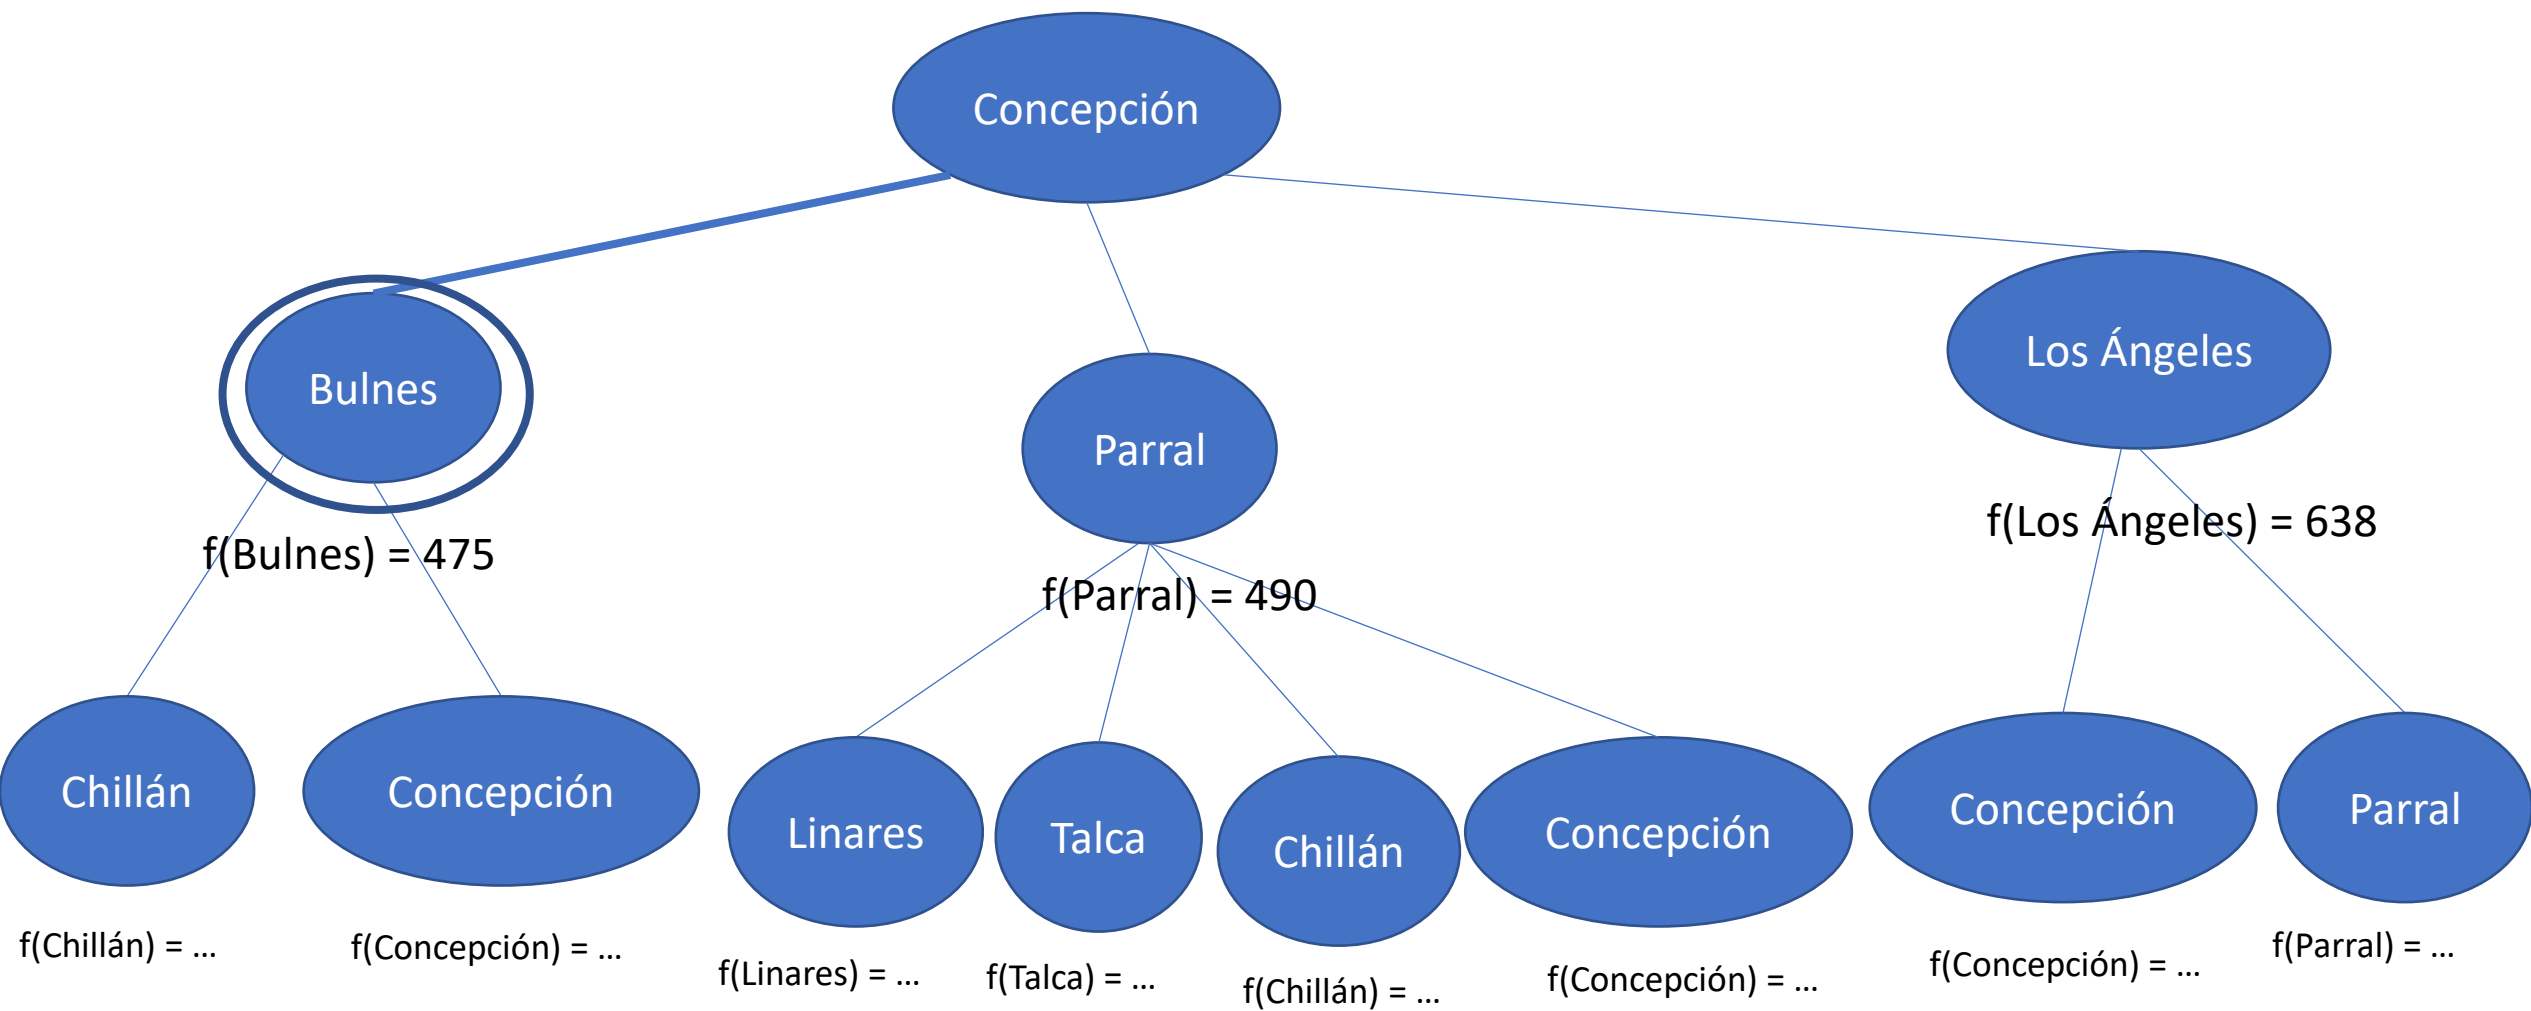 Concepción
Bulnes
Parral
Los Ángeles
f(Bulnes) = 475
f(Parral) = 490
f(Los Ángeles) = 638
Chillán
Concepción
Linares
Talca
Chillán
Concepción
Concepción
Parral
f(Chillán) = ...
f(Concepción) = ...
f(Linares) = ...
f(Talca) = ...
f(Chillán) = ...
f(Concepción) = ...
f(Concepción) = ...
f(Parral) = ...